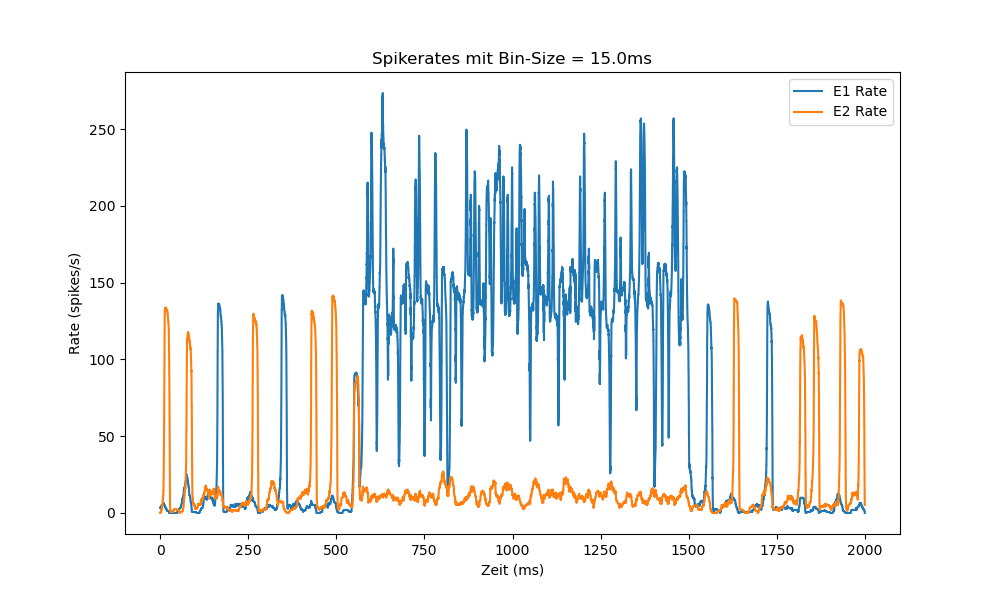 Spikerates mit Bin-Size = 15.0ms
E1 Rate
E2 Rate
250
200
150
100
50
0
Rate (spikes/s)
0 250 500 750 1000 1250 1500 1750 2000
Zeit (ms)